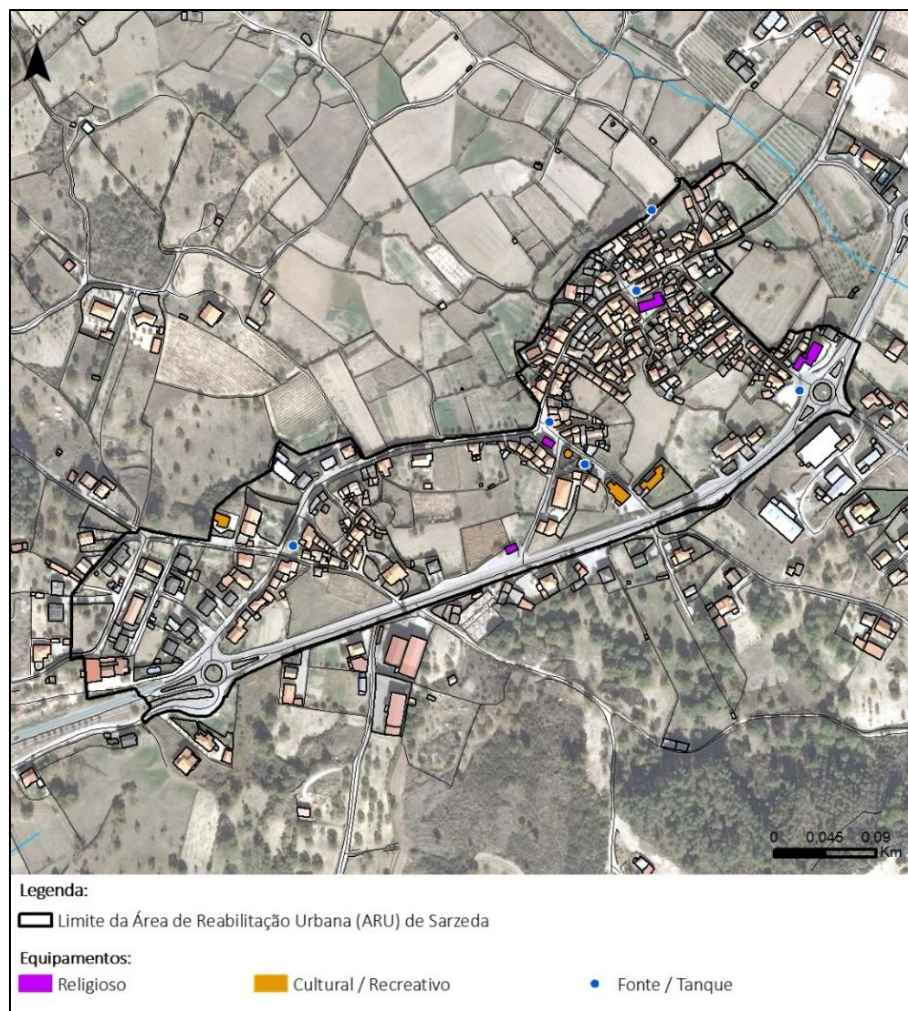 N
0 0,045 0,09
Km
Legenda:
Limite da Área de Reabilitação Urbana (ARU) de Sarzeda
Equipamentos:
Religioso Cultural / Recreativo Fonte / Tanque